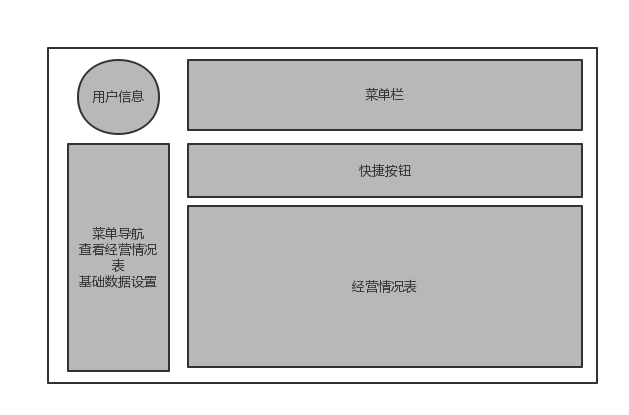 用户信息
菜单栏
快捷按钮
菜单导航
查看经营情况
表
基础数据设置
经营情况表